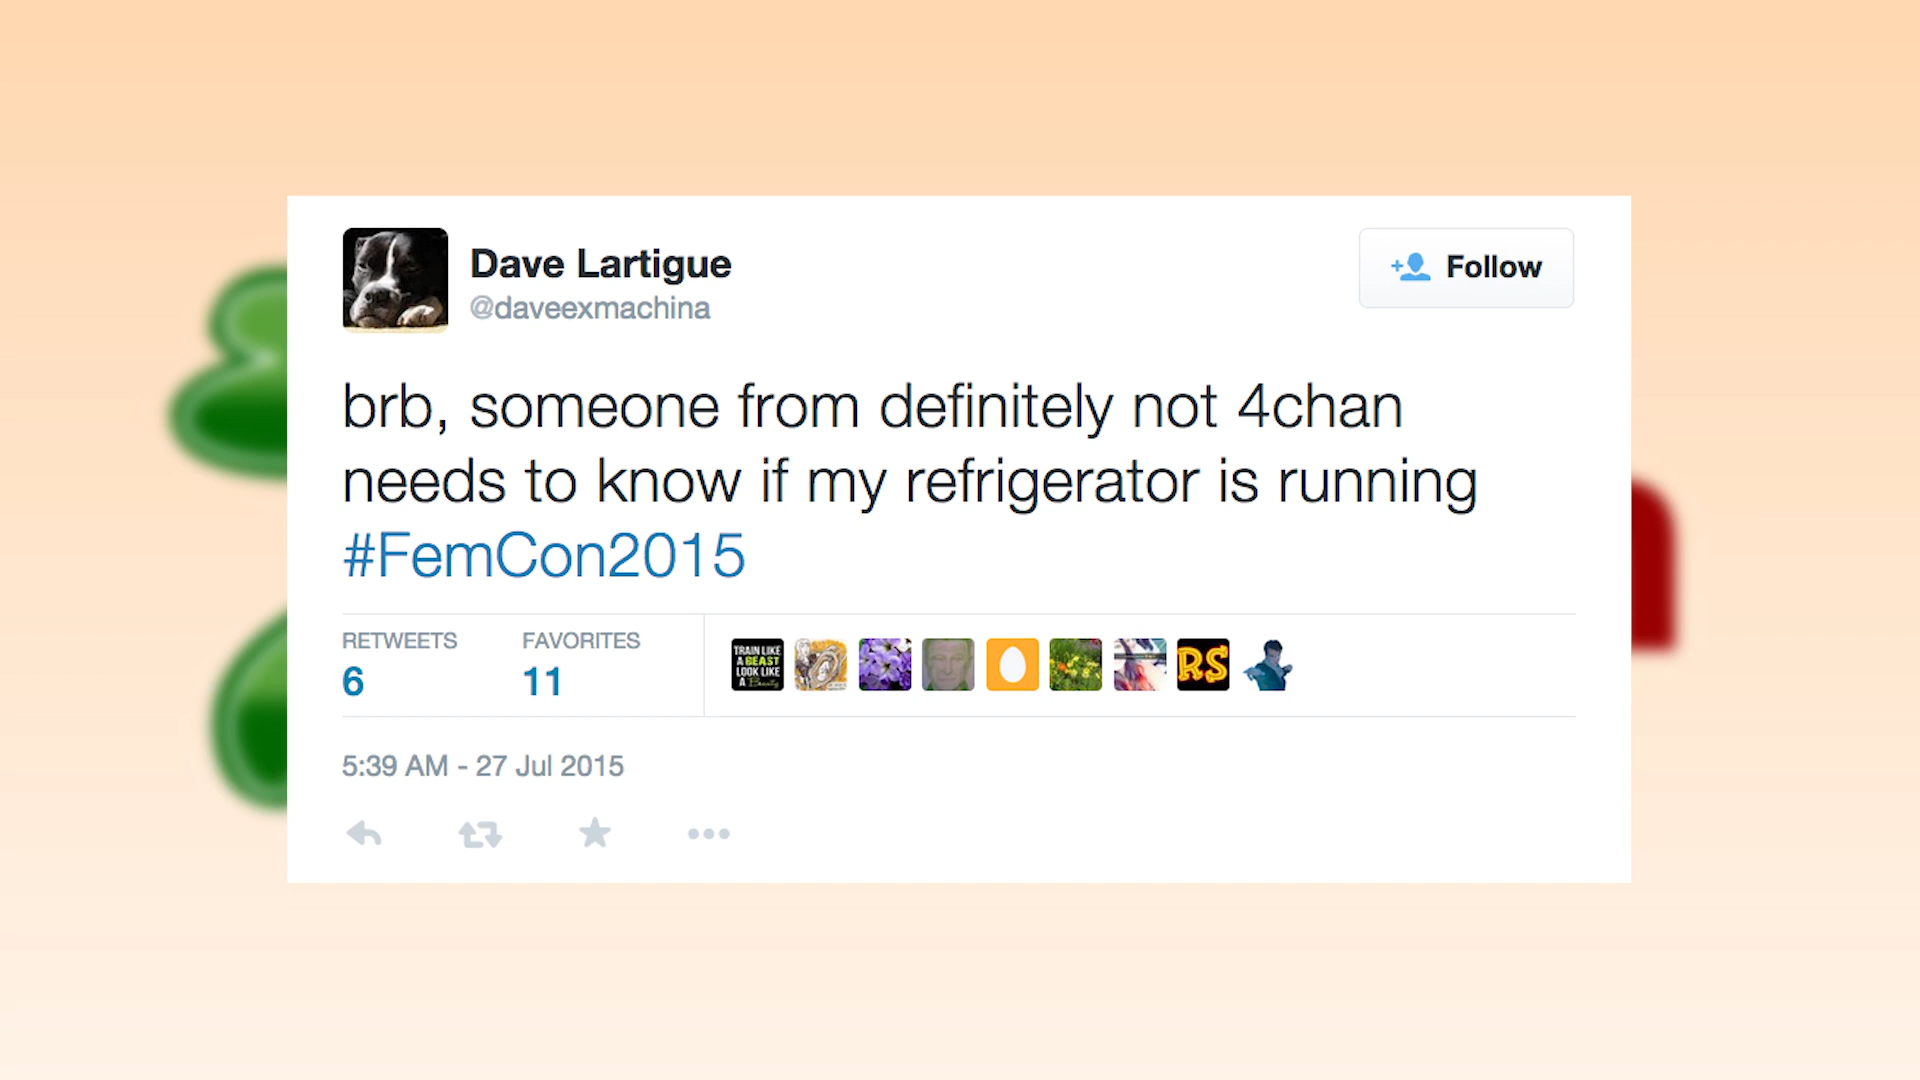 Dave Lartigue
@daveexmachina
Follow
brb, someone from definitely not 4chan
needs to know if my refrigerator is running
#FemCon2015
RETWEETS
FAVORITES
6
11
TRAIN LIKE
A BEAST
LOOK LIKE
A Beauty
RS
5:39 AM - 27 Jul 2015